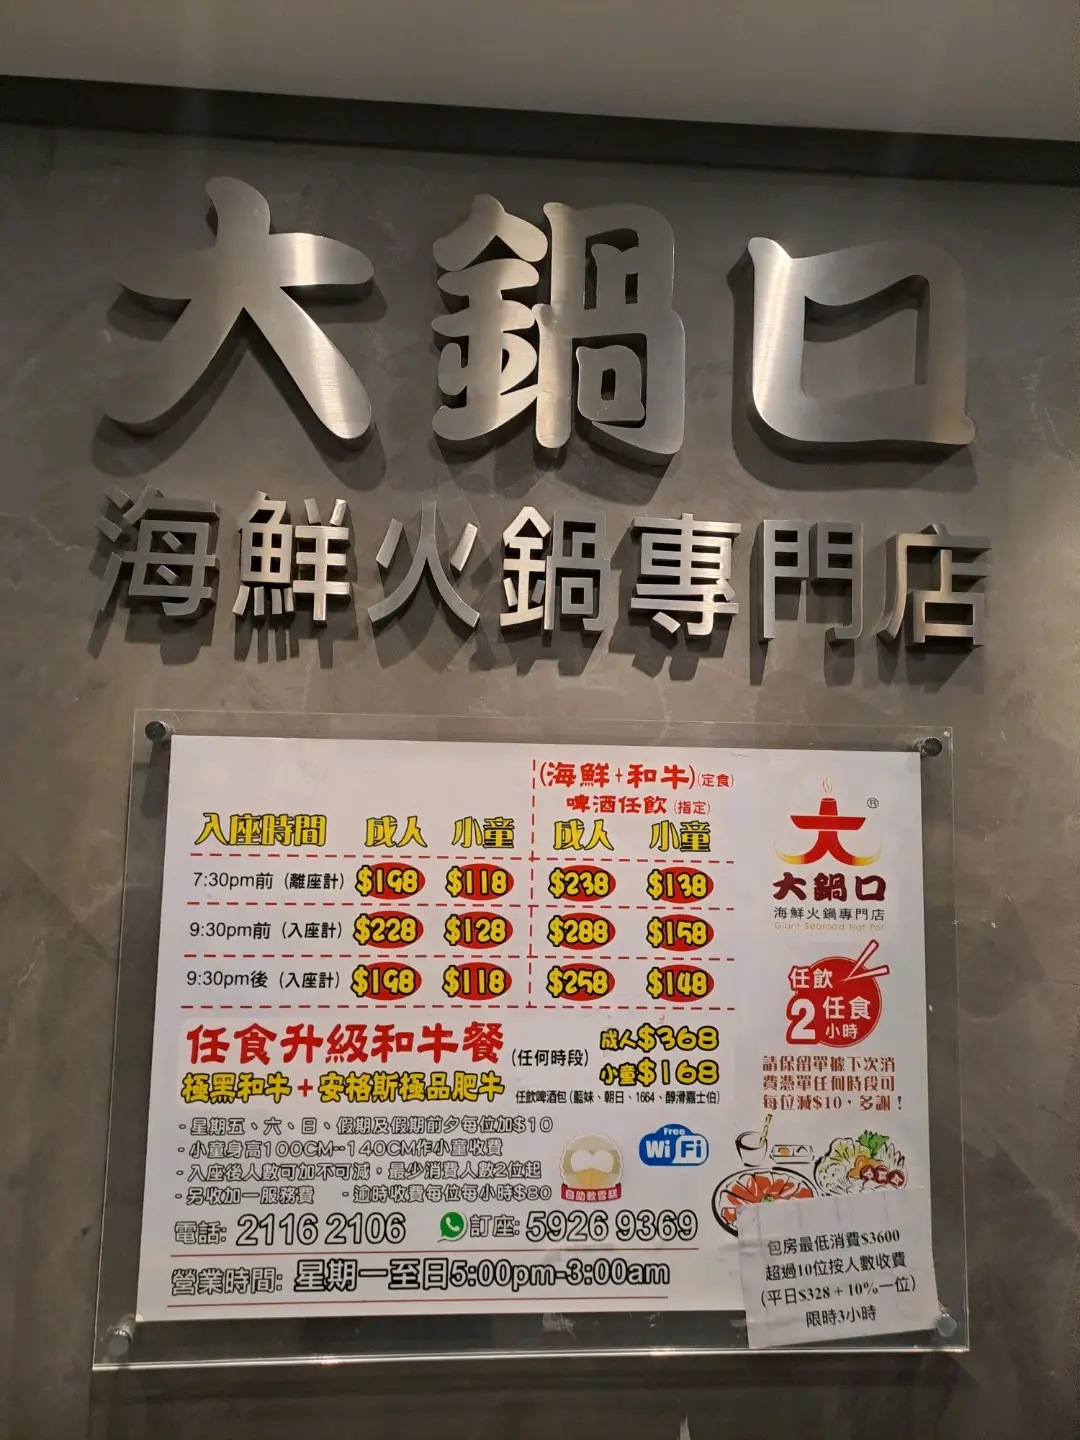 大鍋口
海鮮火鍋專門店
(海鮮+和牛)(定食)
啤酒任飲(指定)
入座時間 成人 小童 成人 小童
7:30pm前 (離座計) $198 $118 $238 $138
9:30pm前 (入座計) $228 $128 $288 $158
9:30pm後 (入座計) $198 $118 $258 $148
任食升級和牛餐 (任何時段) 成人$368
小童$168
極黑和牛+安格斯極品肥牛
任飲啤酒包(藍妹、朝日、1664、醇滑嘉士伯)
- 星期五、六、日、假期及假期前夕每位加$10
- 小童身高100CM--140CM作小童收費
- 入座後人數可加不可減，最少消費人數2位起
- 另收加一服務費 - 逾時收費每位每小時$80
自助軟雪糕
Free
Wi Fi
電話: 2116 2106 訂座: 5926 9369
營業時間: 星期一至日5:00pm-3:00am
大
®
大鍋口
海鮮火鍋專門店
Giant Seafood Hot Pot
任飲
任食
2小時
請保留單據下次消
費憑單任何時段可
每位減$10，多謝！
包房最低消費$3600
超過10位按人數收費
(平日$328 + 10%一位)
限時3小時